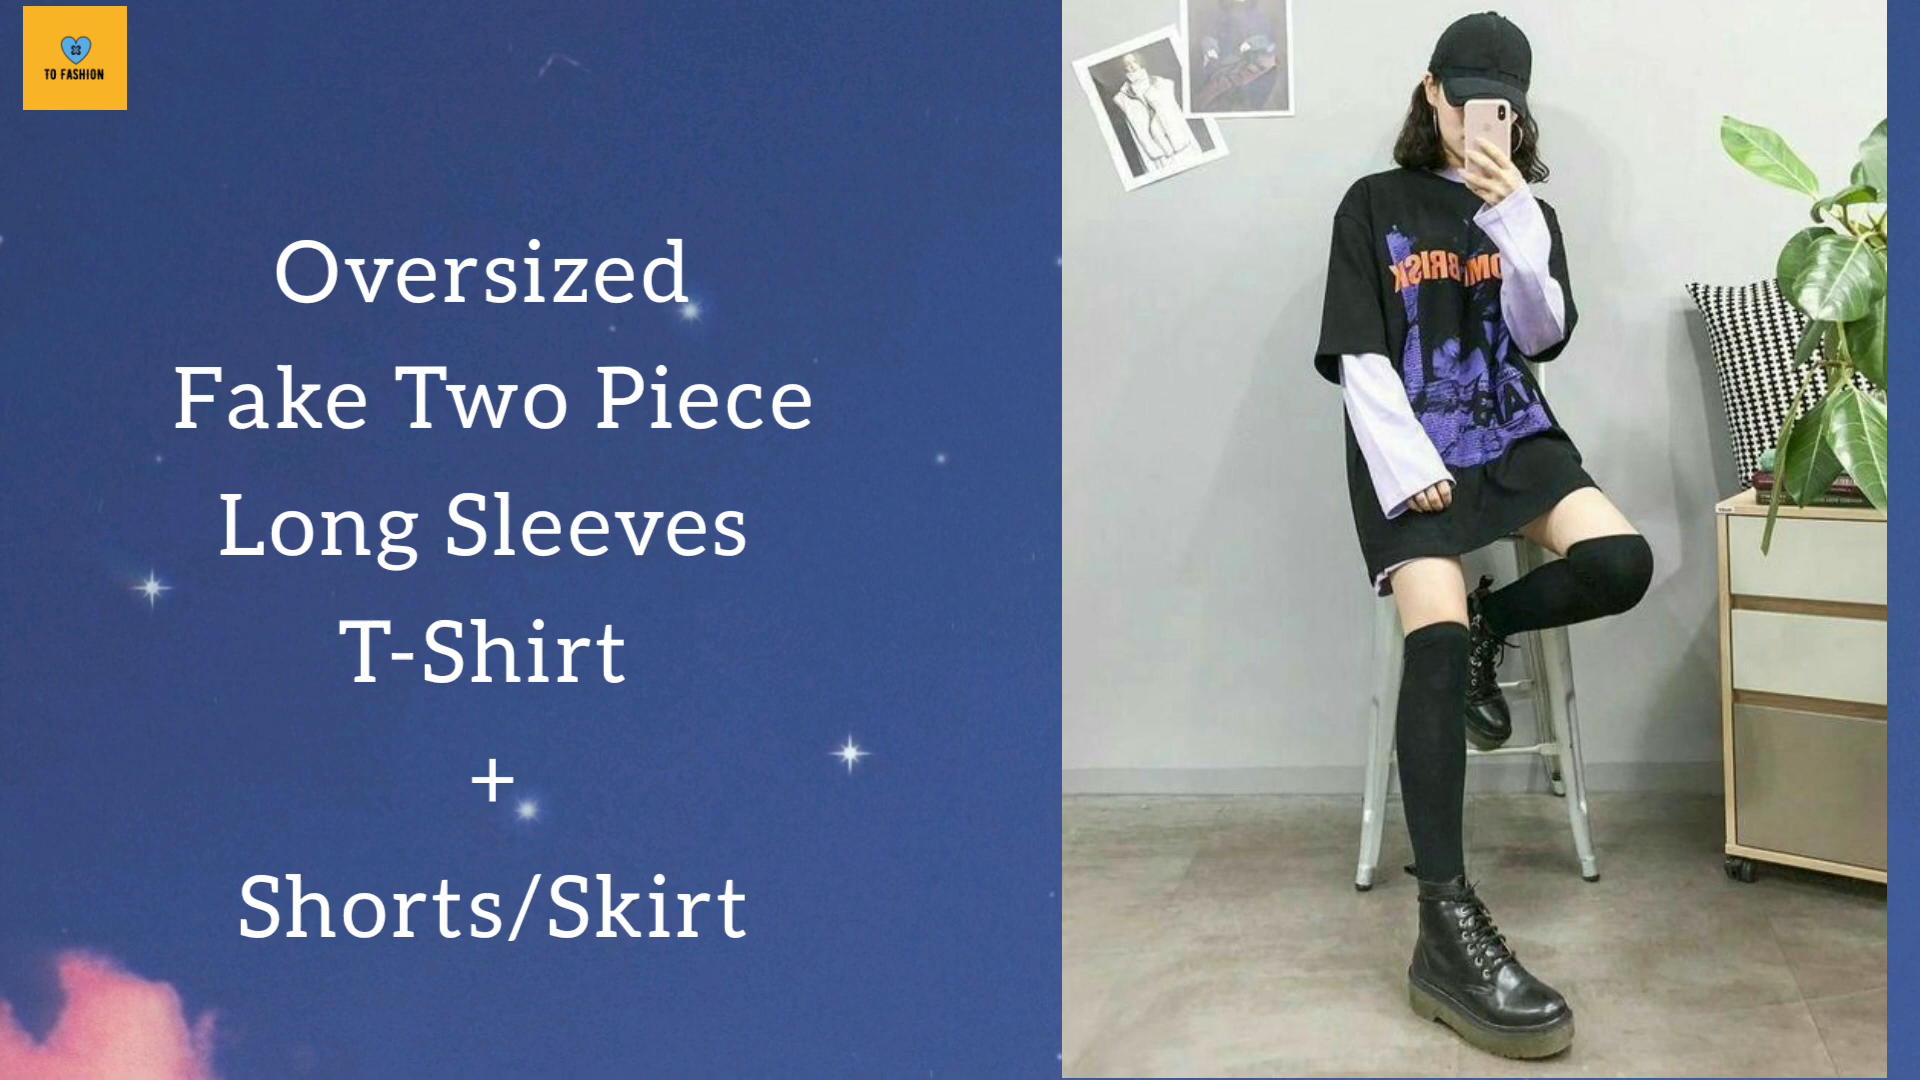 TO FASHION
Oversized
Fake Two Piece
Long Sleeves
T-Shirt
+
Shorts/Skirt